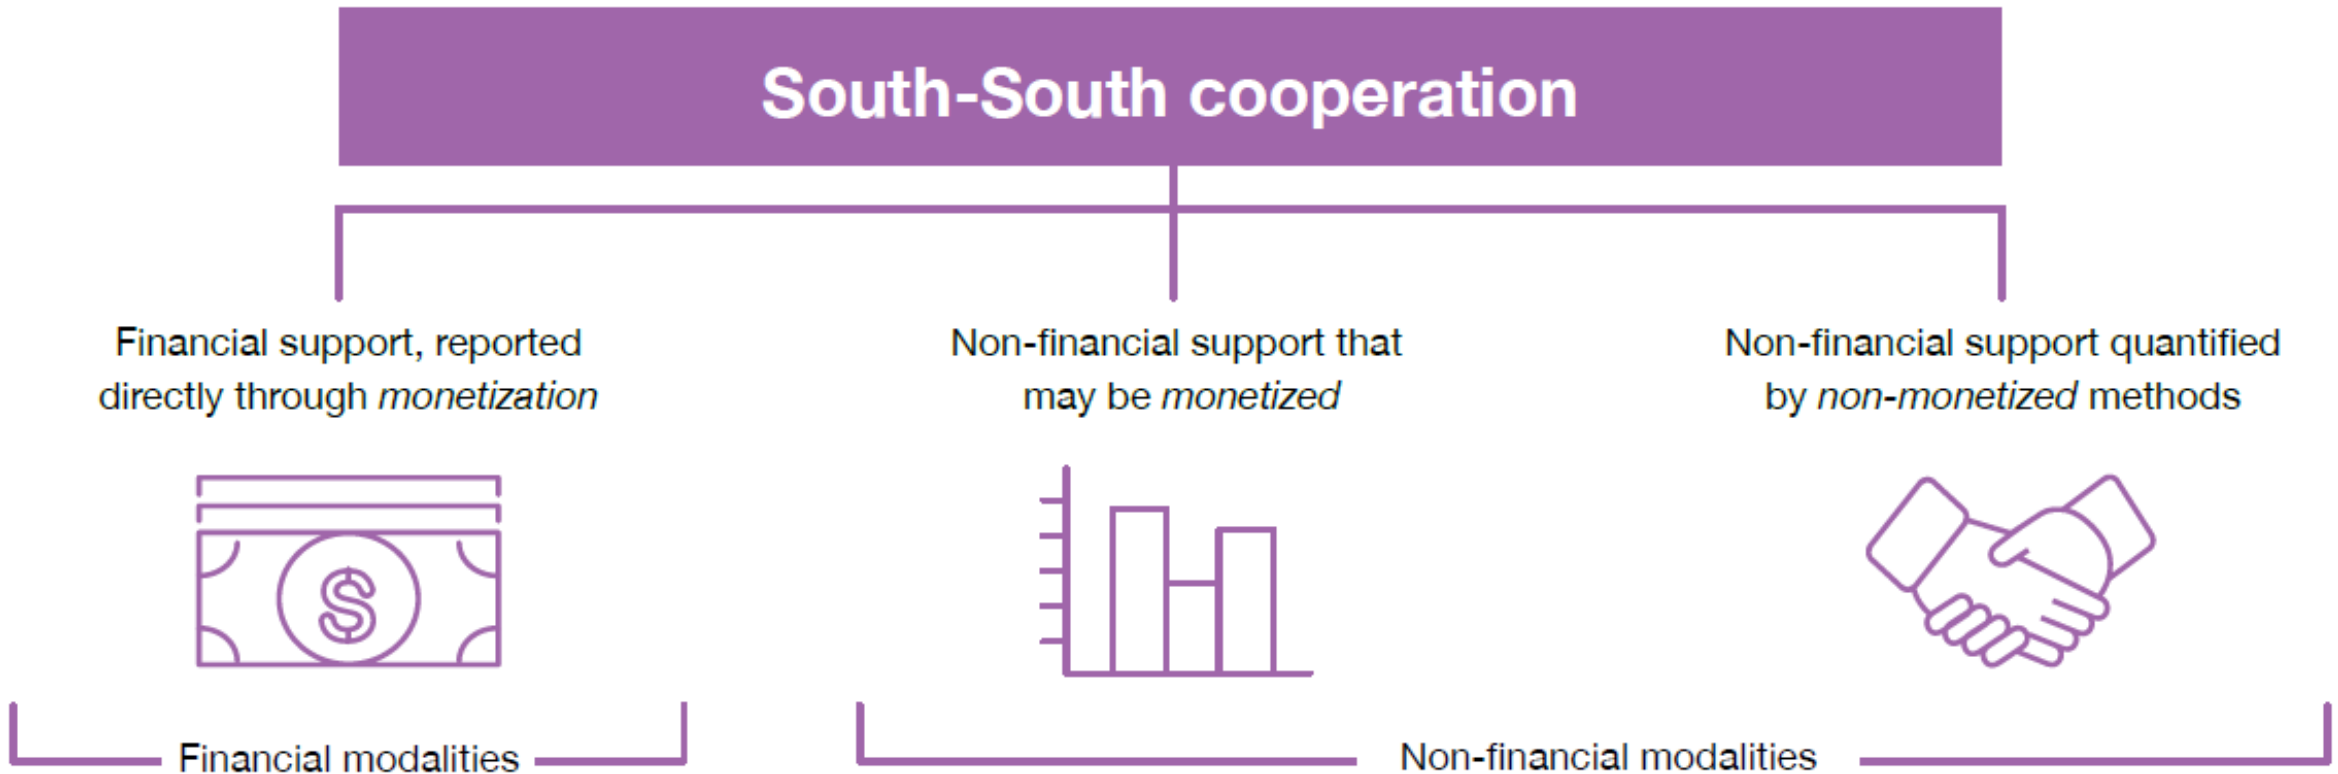 South-South cooperation
Financial support, reported
directly through monetization
Non-financial support that
may be monetized
Non-financial support quantified
by non-monetized methods
$
Financial modalities
Non-financial modalities